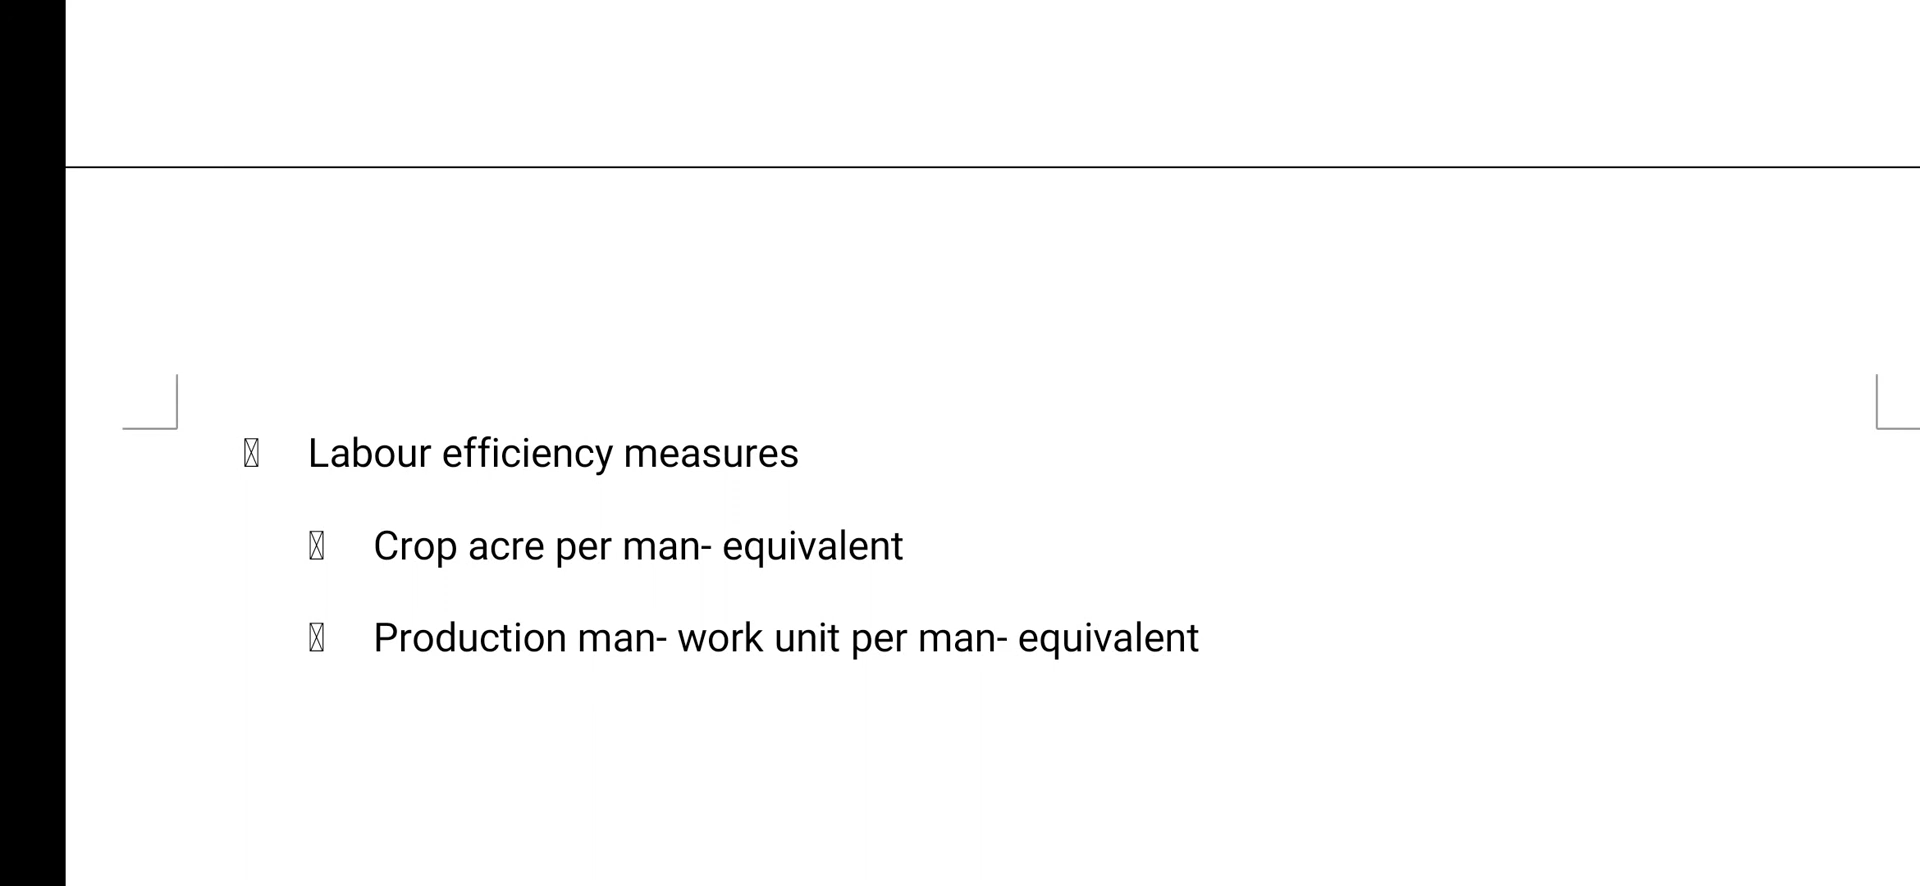 Labour efficiency measures
Crop acre per man- equivalent
Production man- work unit per man- equivalent